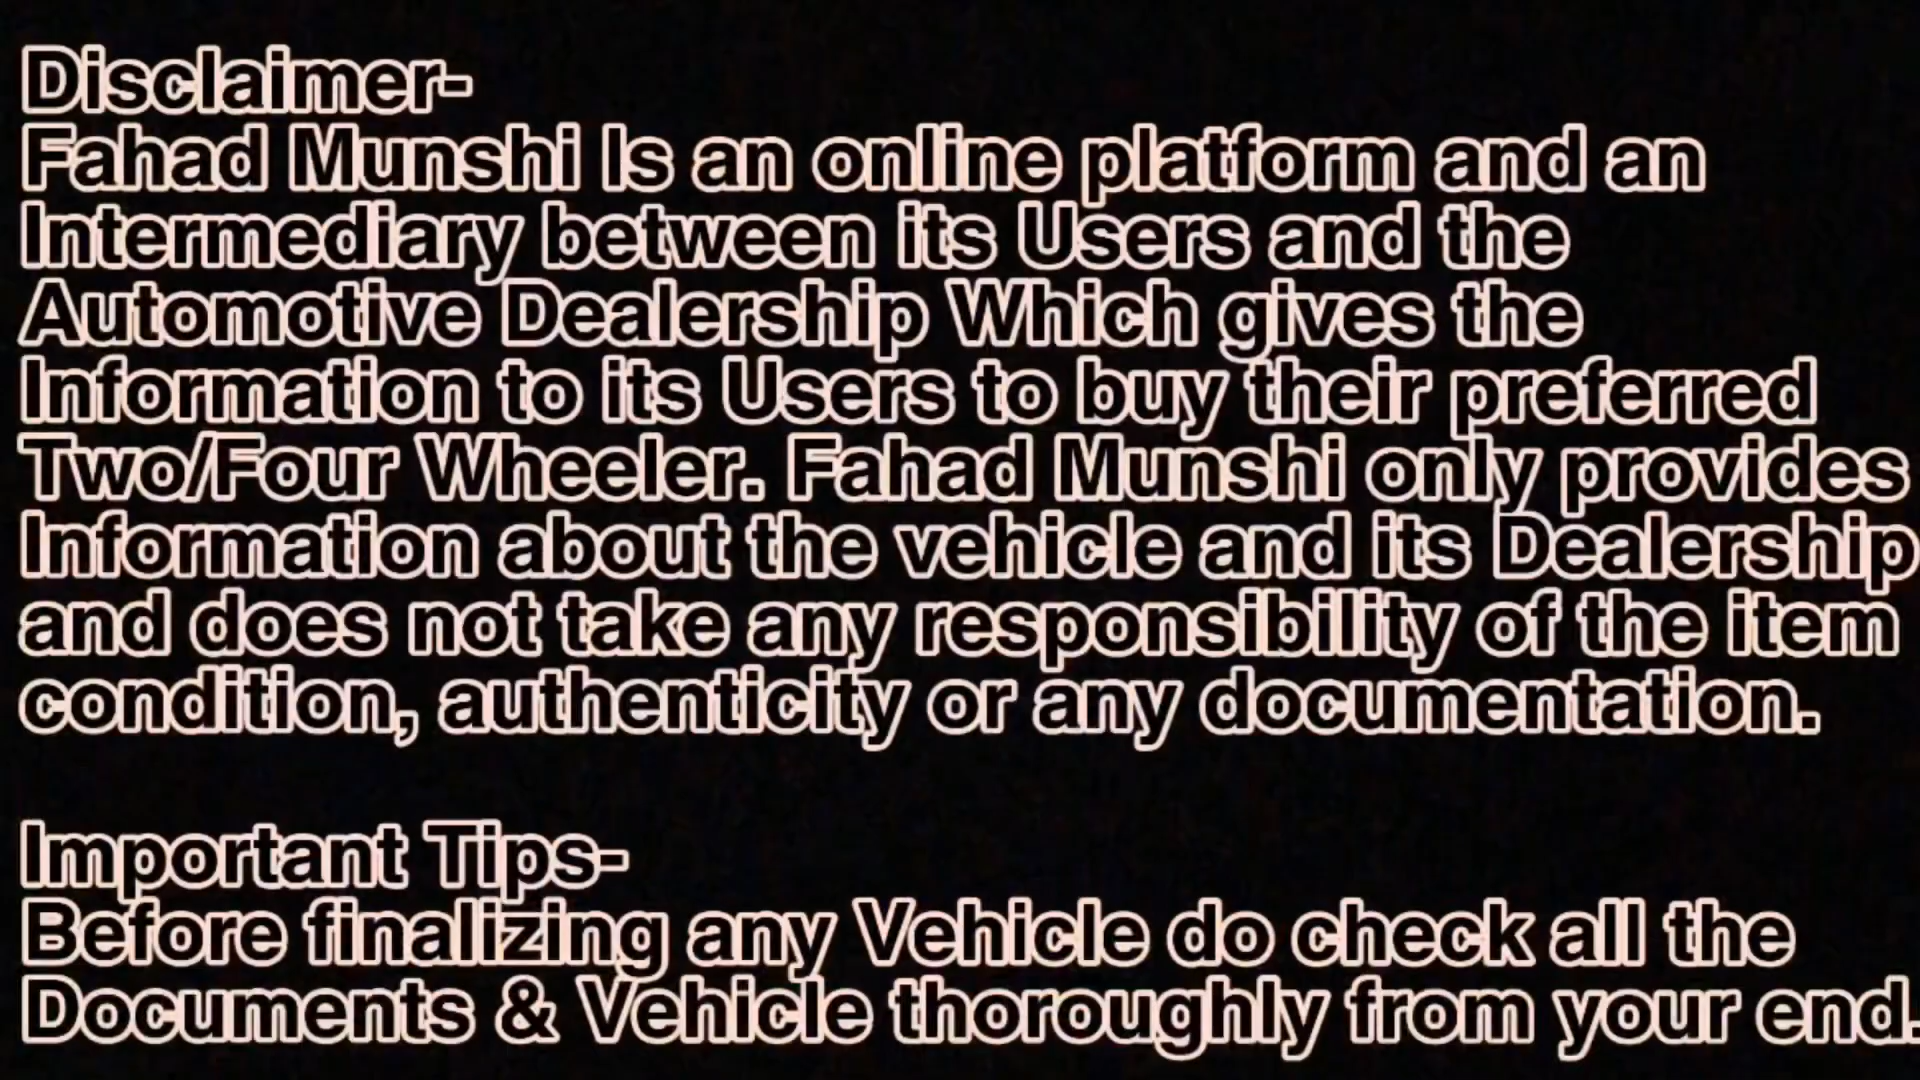 Disclaimer-
Fahad Munshi Is an online platform and an
Intermediary between its Users and the
Automotive Dealership Which gives the
Information to its Users to buy their preferred
Two/Four Wheeler. Fahad Munshi only provides
Information about the vehicle and its Dealership
and does not take any responsibility of the item
condition, authenticity or any documentation.
Important Tips-
Before finalizing any Vehicle do check all the
Documents & Vehicle thoroughly from your end.